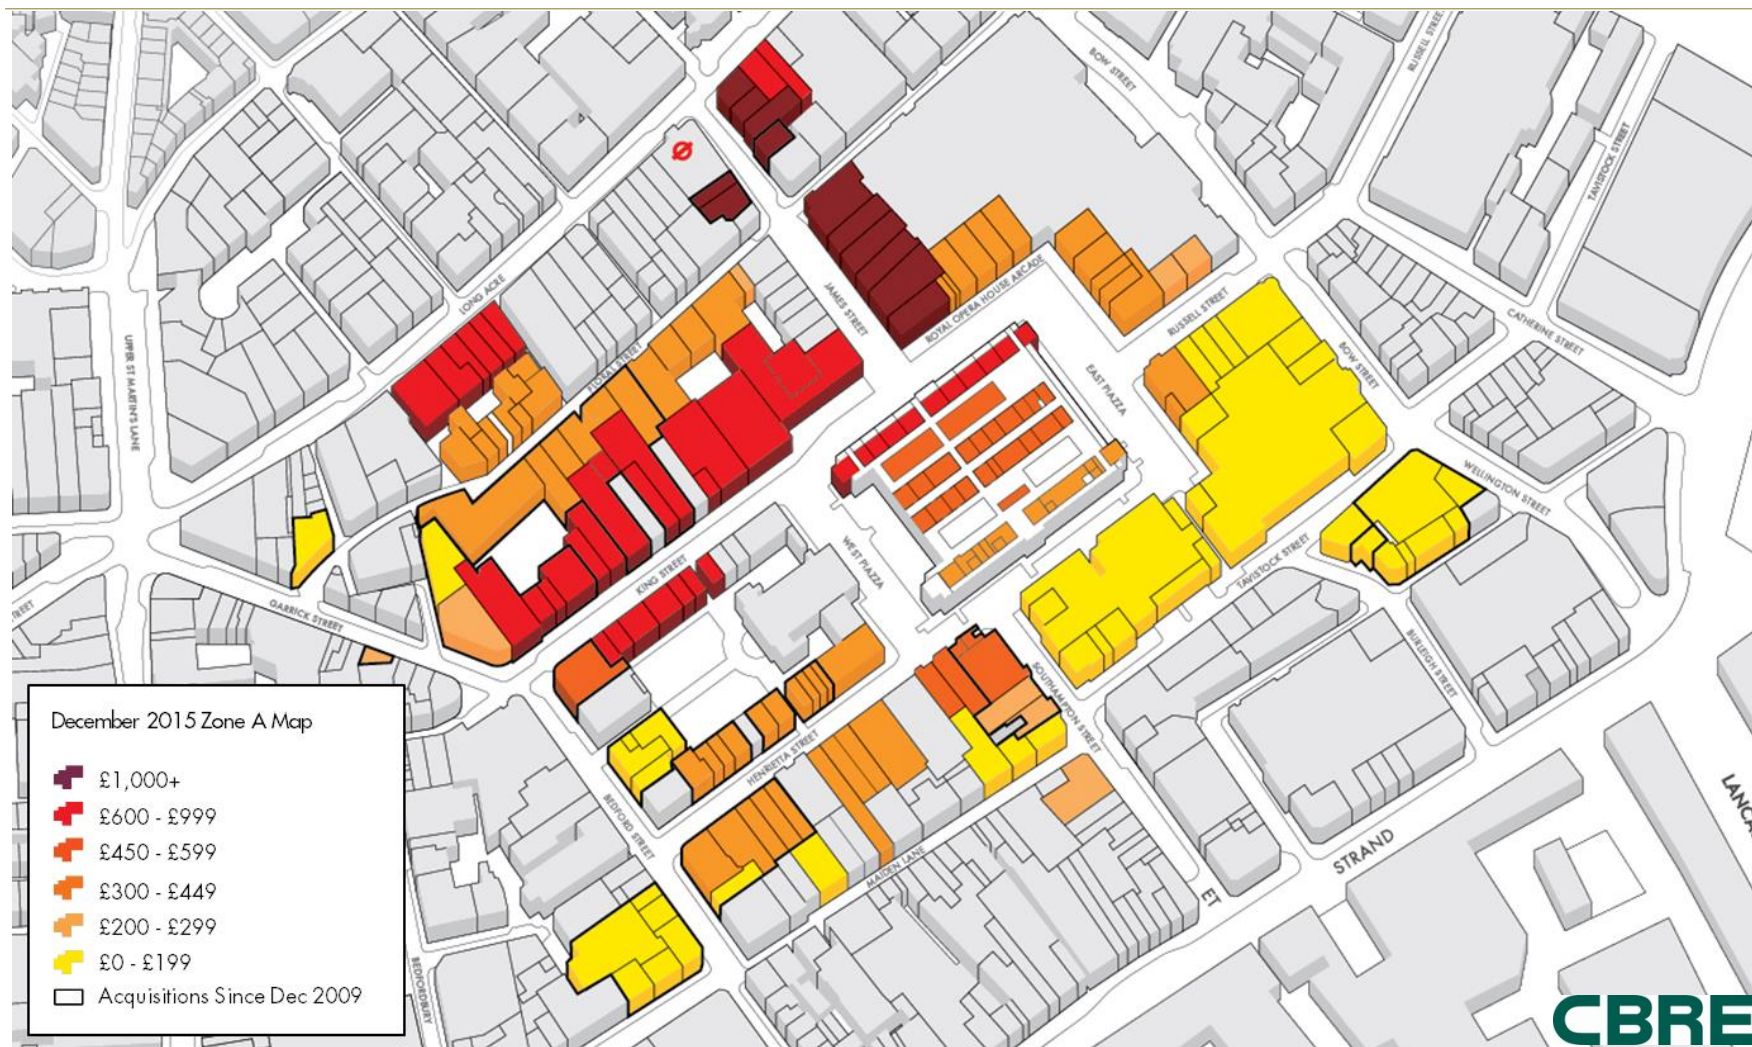 BOW STREET
RUSSELL STREET
TAVISTOCK STREET
LONG ACRE
JAMES STREET
ROYAL OPERA HOUSE ARCADE
RUSSELL STREET
CATHERINE STREET
UPPER ST MARTIN'S LANE
FLORAL STREET
EAST PIAZZA
BOW STREET
WELLINGTON STREET
KING STREET
WEST PIAZZA
TAVISTOCK STREET
GARRICK STREET
STREET
BURLEIGH STREET
SOUTHAMPTON STREET
HENRIETTA STREET
BEDFORD STREET
MAIDEN LANE
STRAND
LANCA
ET
BEDFORDBURY
December 2015 Zone A Map
£1,000+
£600 - £999
£450 - £599
£300 - £449
£200 - £299
£0 - £199
Acquisitions Since Dec 2009
CBRE